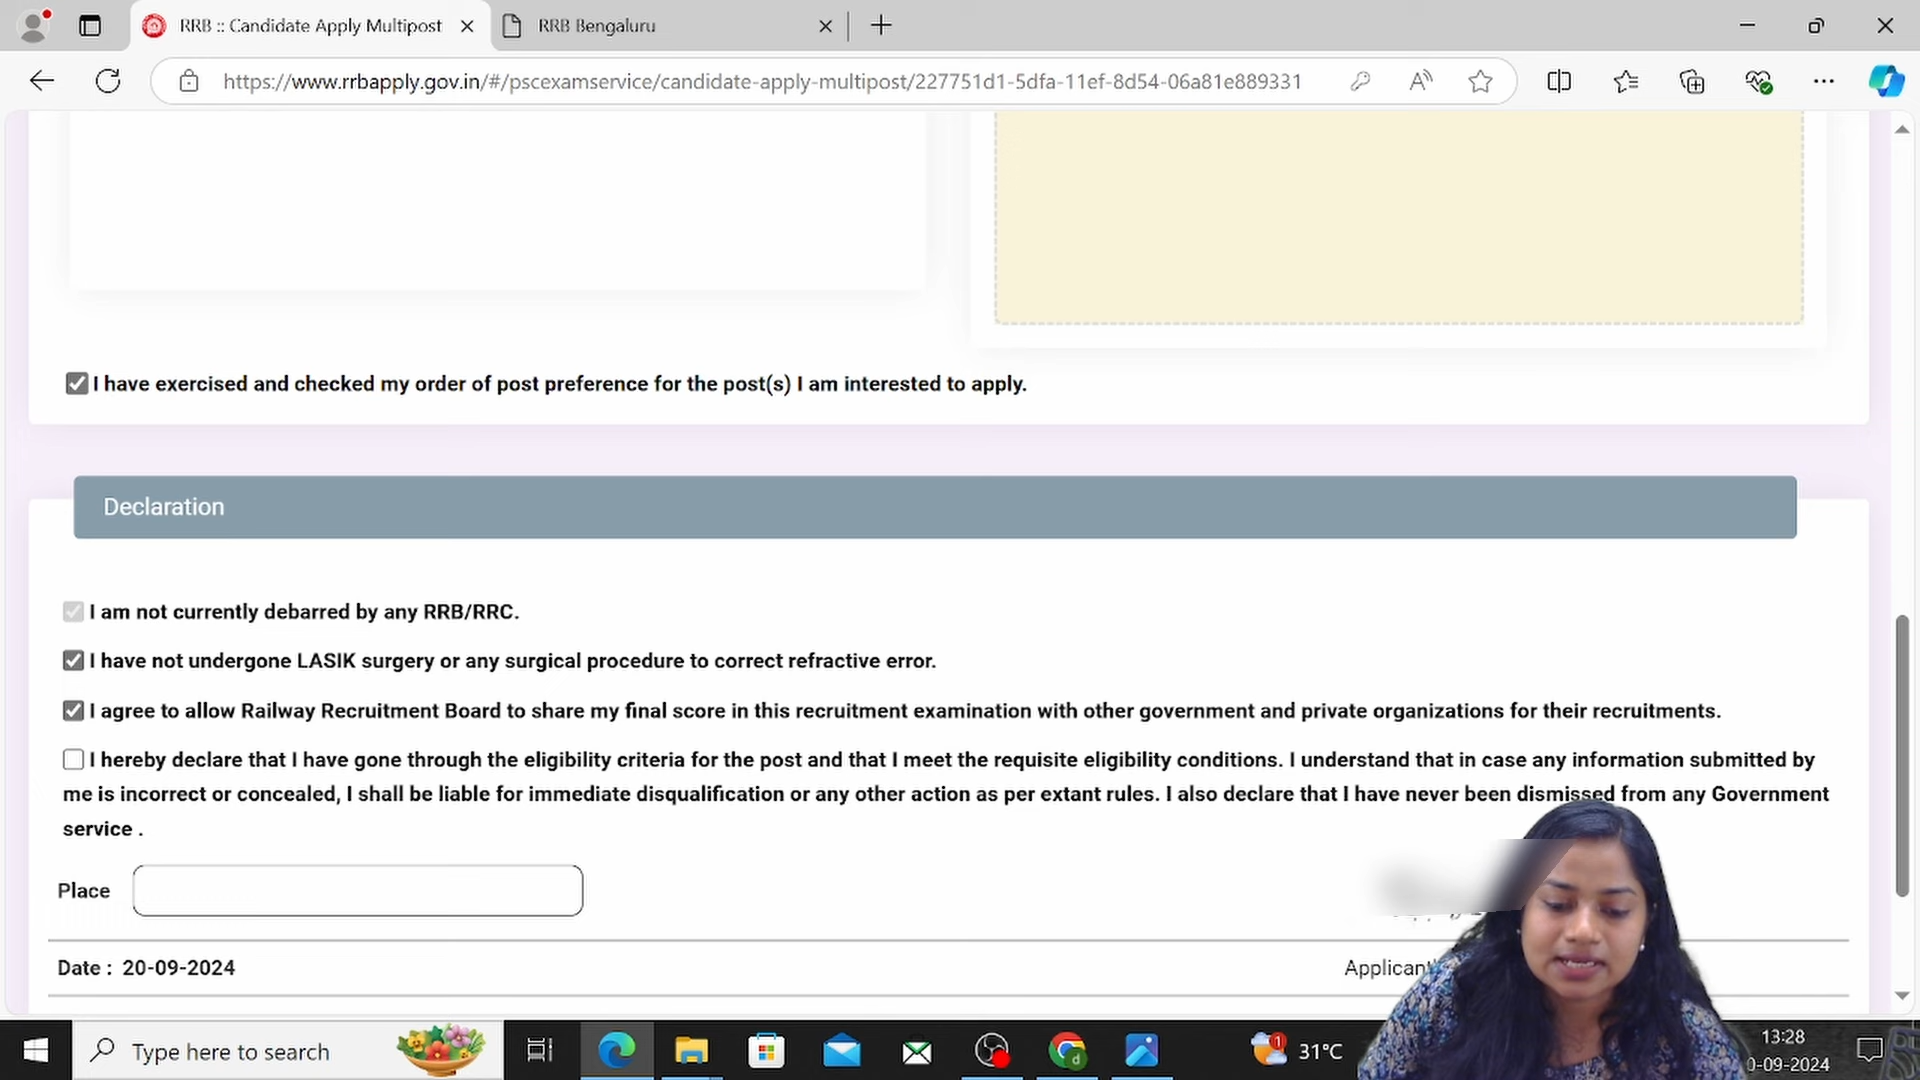 RRB :: Candidate Apply Multipost
RRB Bengaluru
https://www.rrbapply.gov.in/#/pscexamservice/candidate-apply-multipost/227751d1-5dfa-11ef-8d54-06a81e889331
I have exercised and checked my order of post preference for the post(s) I am interested to apply.
Declaration
I am not currently debarred by any RRB/RRC.
I have not undergone LASIK surgery or any surgical procedure to correct refractive error.
I agree to allow Railway Recruitment Board to share my final score in this recruitment examination with other government and private organizations for their recruitments.
I hereby declare that I have gone through the eligibility criteria for the post and that I meet the requisite eligibility conditions. I understand that in case any information submitted by
me is incorrect or concealed, I shall be liable for immediate disqualification or any other action as per extant rules. I also declare that I have never been dismissed from any Government
service .
Place
Date : 20-09-2024
Applicant
Type here to search
1
31°C
13:28
0-09-2024